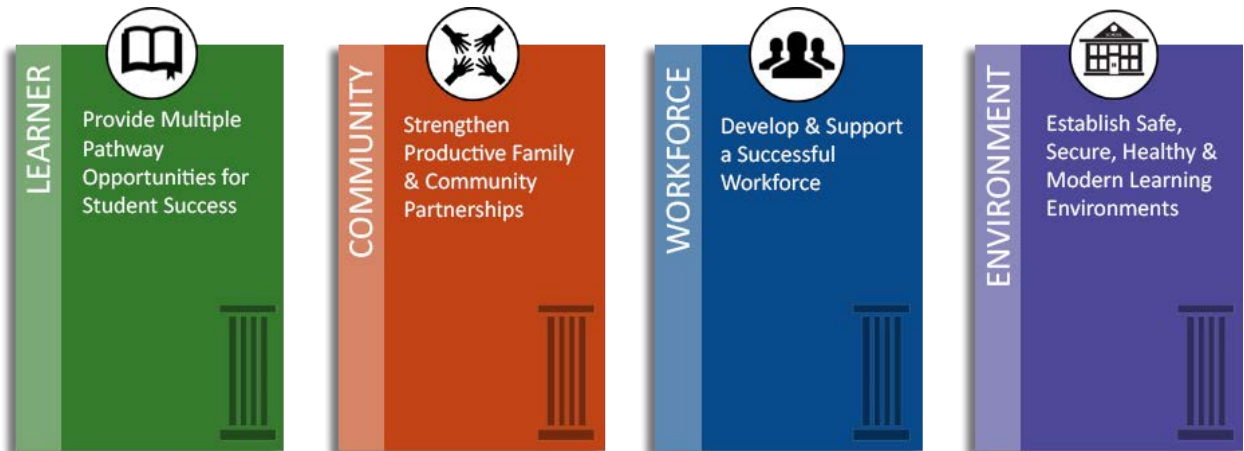 LEARNER
Provide Multiple
Pathway
Opportunities for
Student Success
COMMUNITY
Strengthen
Productive Family
& Community
Partnerships
WORKFORCE
Develop & Support
a Successful
Workforce
ENVIRONMENT
Establish Safe,
Secure, Healthy &
Modern Learning
Environments